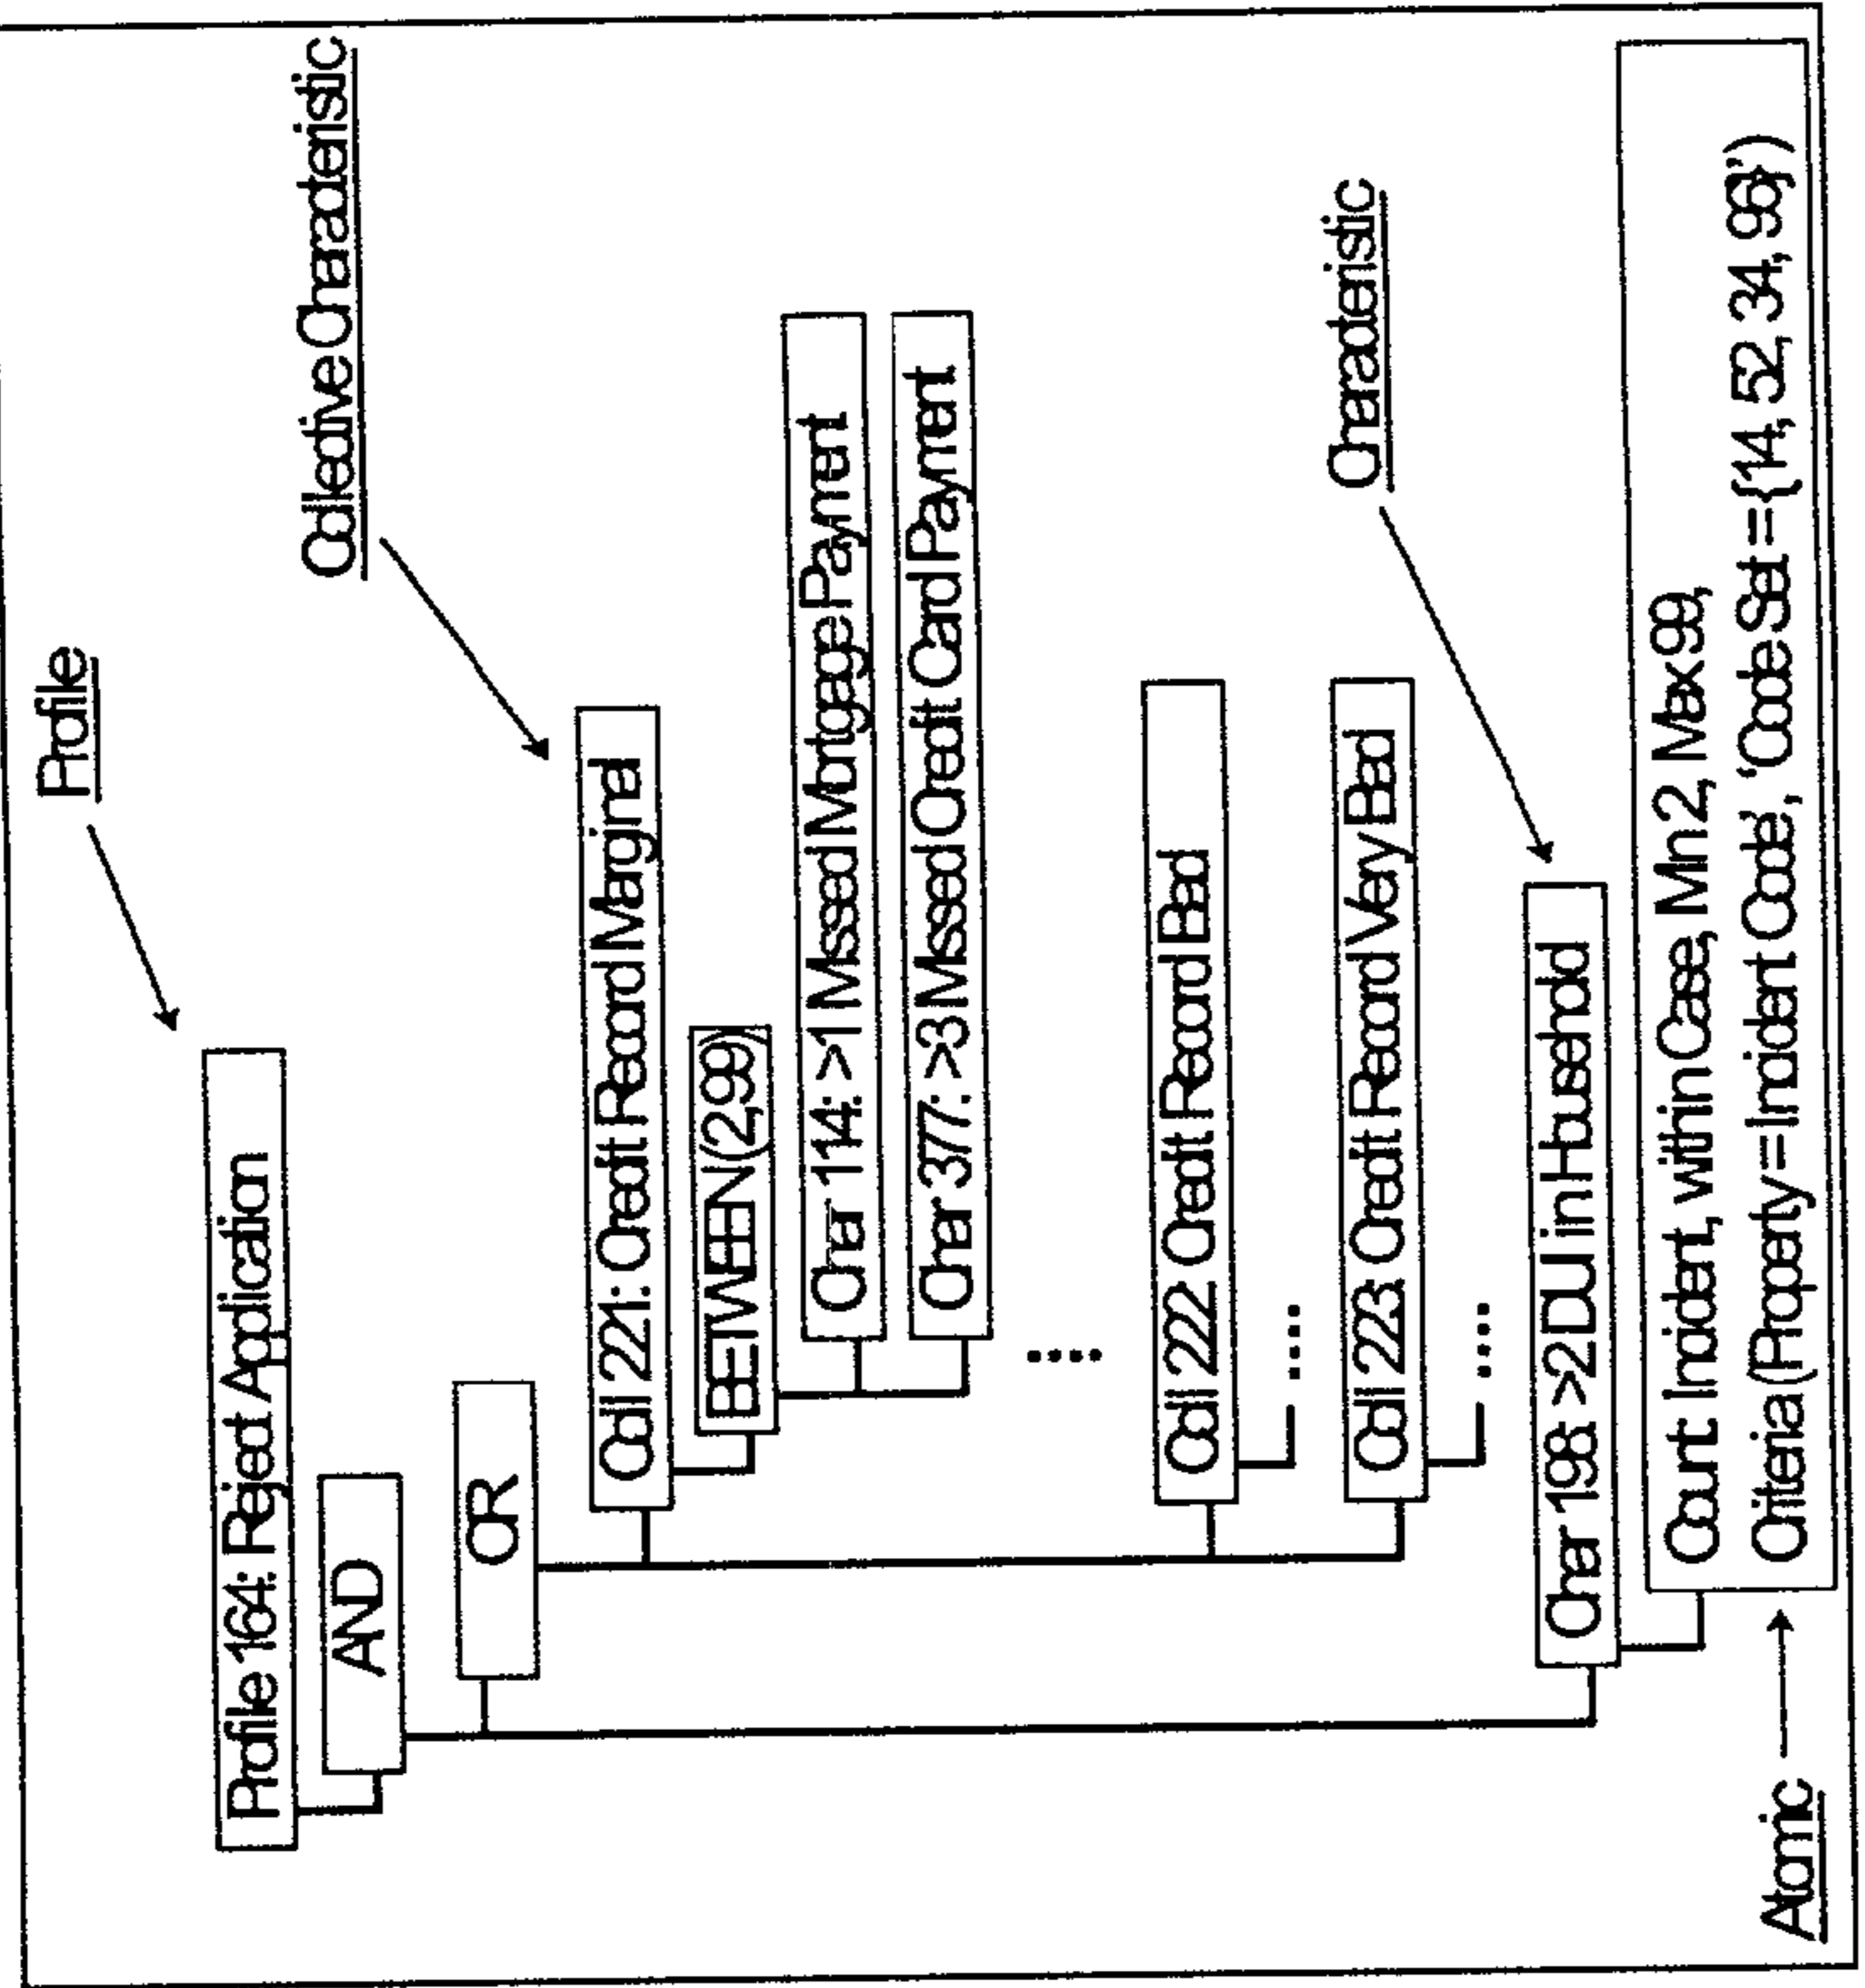 Profile
Profile 164: Reject Application
Collective Characteristic
AND
OR
Coll 221: Credit Record Marginal
BETWEEN(2,99)
Char 114: >1 Missed Mortgage Payment
Char 377: >3 Missed Credit Card Payment
....
Coll 222: Credit Record Bad
....
Coll 223: Credit Record Very Bad
....
Characteristic
Char 198: >2 DUI in Household
Count: Incident, within Case, Min 2, Max 99,
Criteria (Property=Incident Code', 'Code Set ={14, 52, 34, 98}')
Atomic